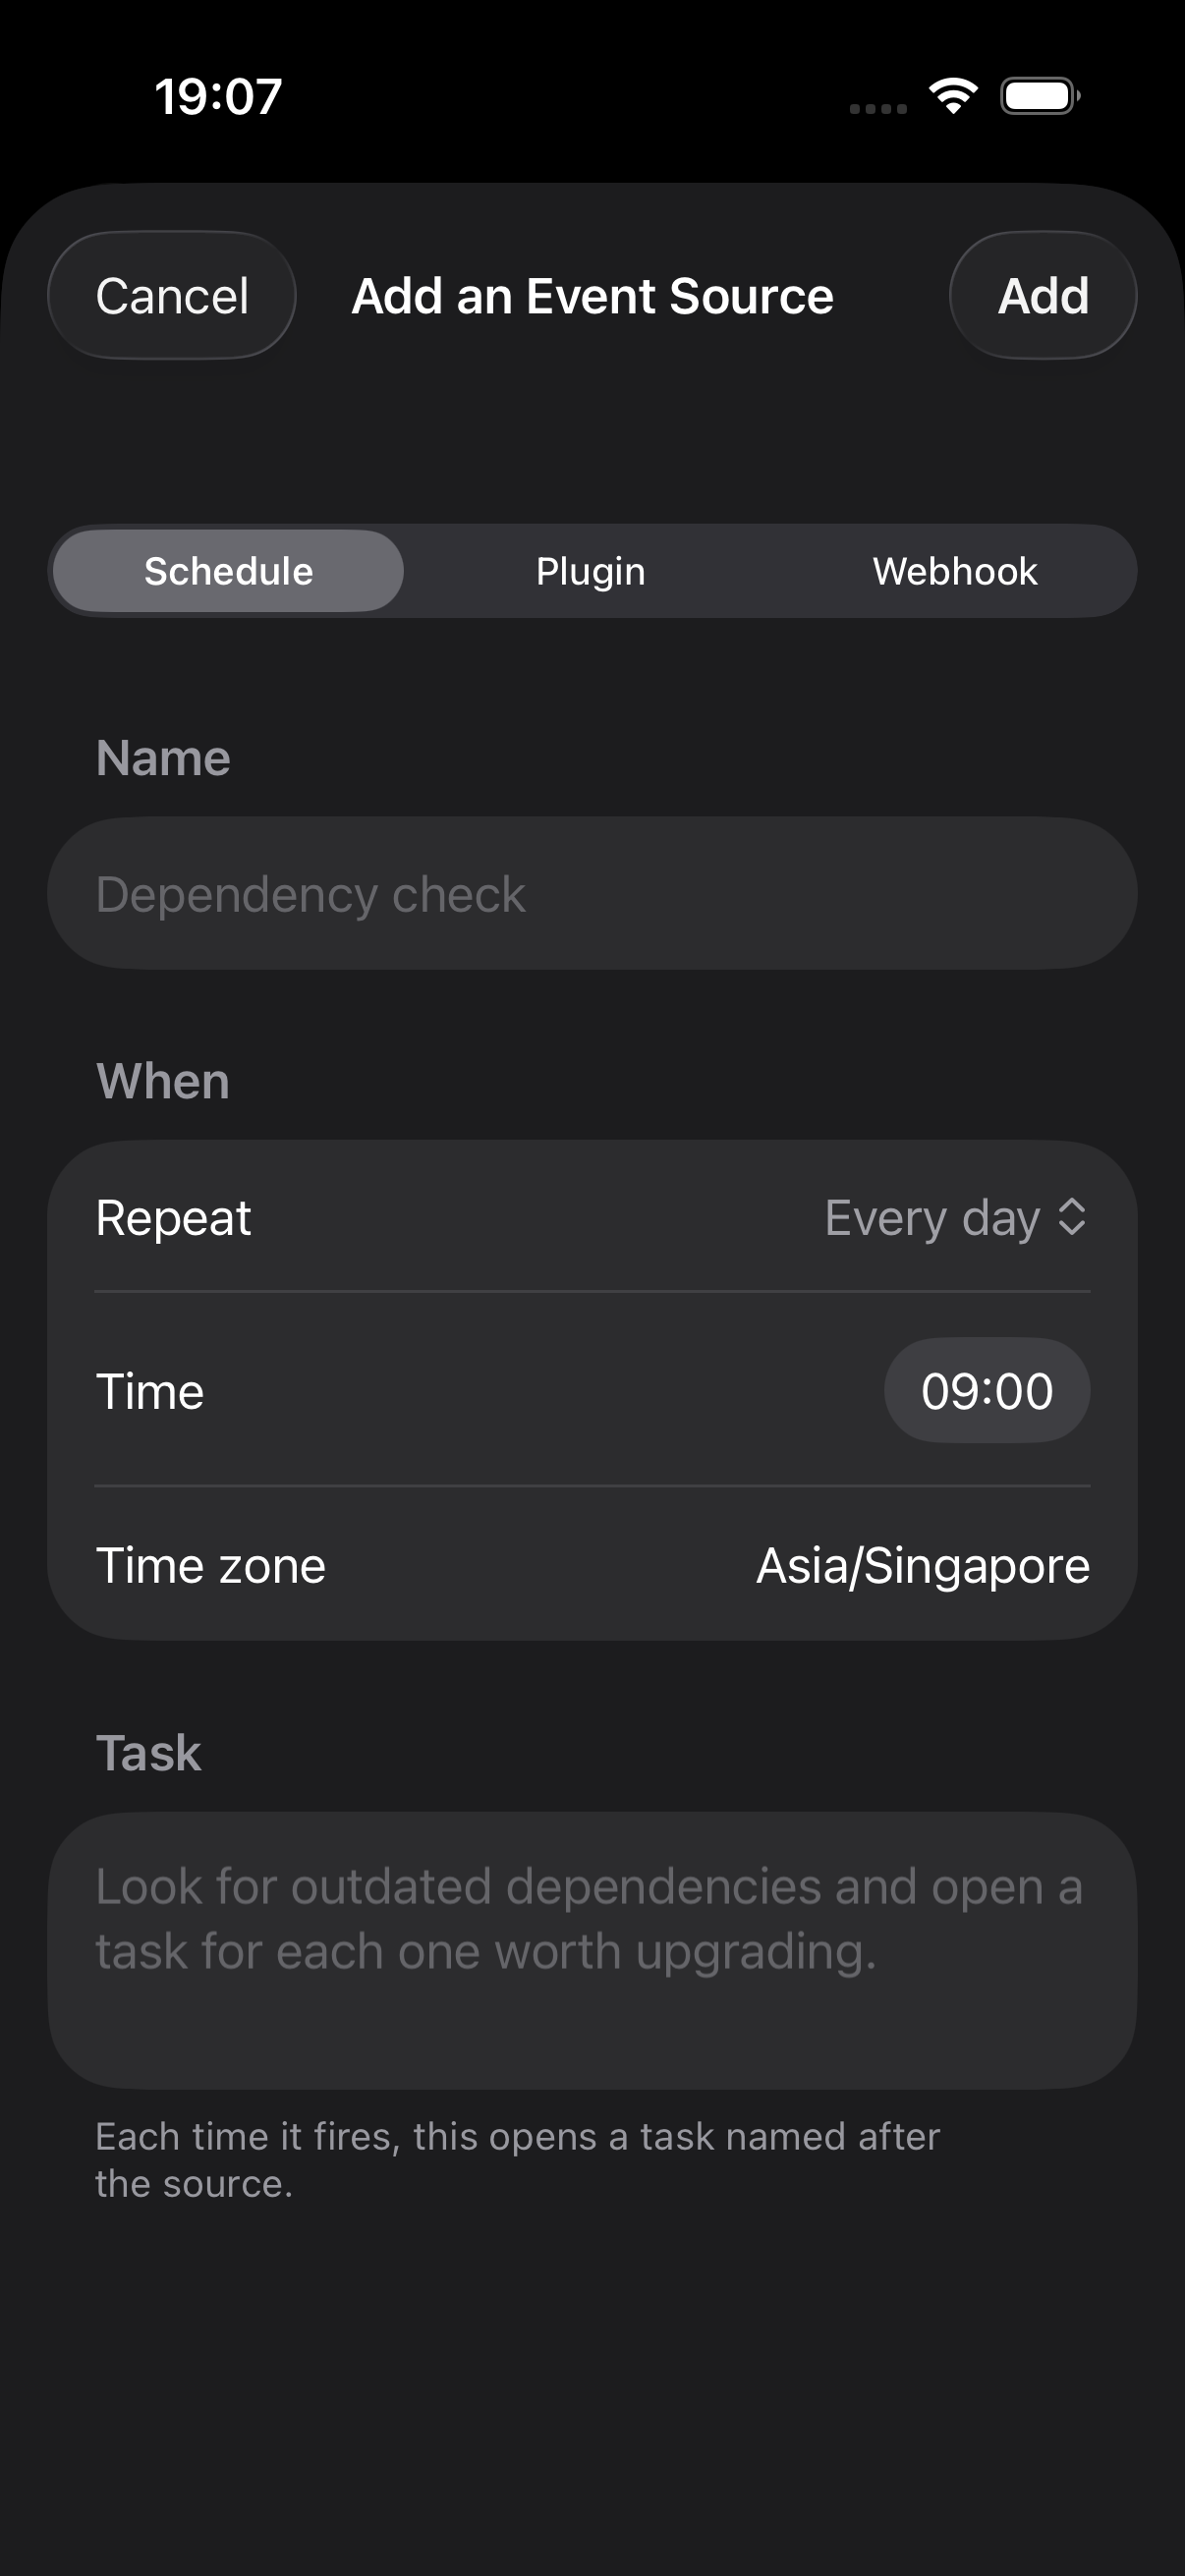 19:07
Cancel
Add an Event Source
Add
Schedule
Plugin
Webhook
Name
Dependency check
When
Repeat
Every day
Time
09:00
Time zone
Asia/Singapore
Task
Look for outdated dependencies and open a
task for each one worth upgrading.
Each time it fires, this opens a task named after
the source.